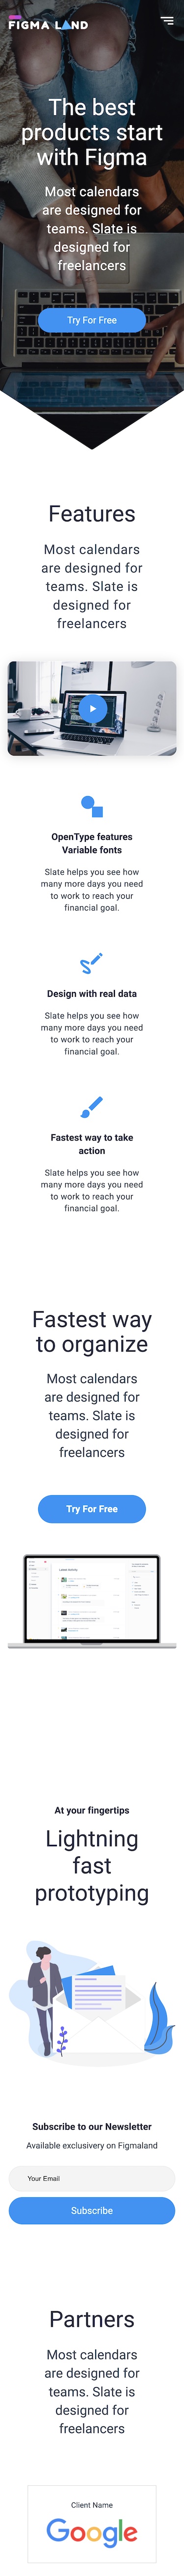 FIGMA LAND
The best
products start
with Figma
Most calendars
are designed for
teams. Slate is
designed for
freelancers
Try For Free
Features
Most calendars
are designed for
teams. Slate is
designed for
freelancers
OpenType features
Variable fonts
Slate helps you see how
many more days you need
to work to reach your
financial goal.
Design with real data
Slate helps you see how
many more days you need
to work to reach your
financial goal.
Fastest way to take
action
Slate helps you see how
many more days you need
to work to reach your
financial goal.
Fastest way
to organize
Most calendars
are designed for
teams. Slate is
designed for
freelancers
Try For Free
At your fingertips
Lightning
fast
prototyping
Subscribe to our Newsletter
Available exclusivery on Figmaland
Your Email
Subscribe
Partners
Most calendars
are designed for
teams. Slate is
designed for
freelancers
Client Name
Google